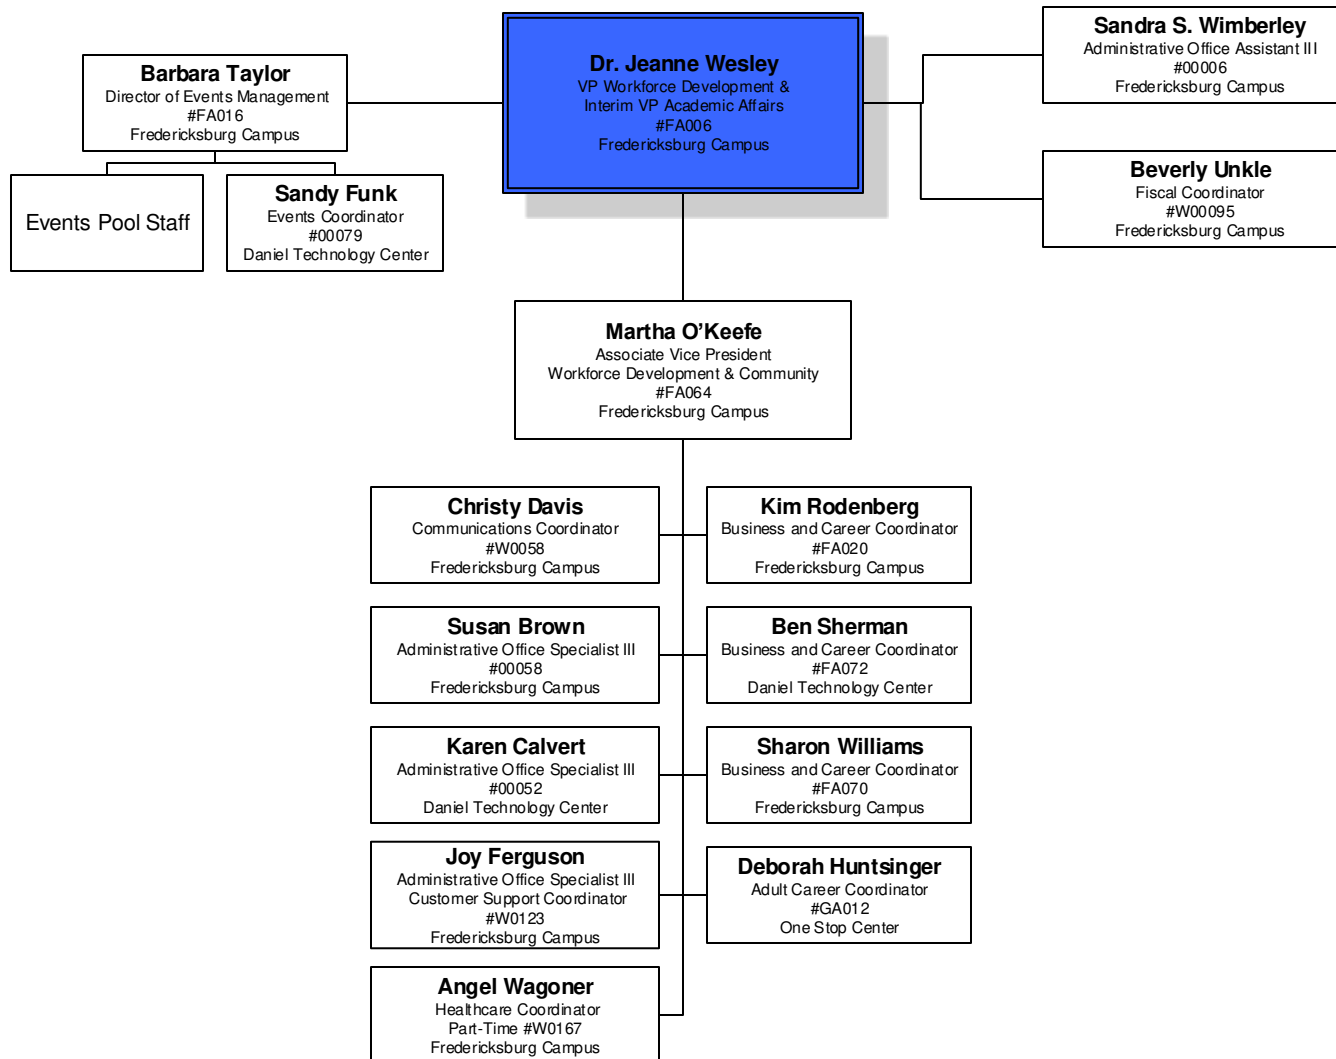 Barbara Taylor
Director of Events Management
#FA016
Fredericksburg Campus
Dr. Jeanne Wesley
VP Workforce Development &
Interim VP Academic Affairs
#FA006
Fredericksburg Campus
Sandra S. Wimberley
Administrative Office Assistant III
#00006
Fredericksburg Campus
Beverly Unkle
Fiscal Coordinator
#W00095
Fredericksburg Campus
Events Pool Staff
Sandy Funk
Events Coordinator
#00079
Daniel Technology Center
Martha O’Keefe
Associate Vice President
Workforce Development & Community
#FA064
Fredericksburg Campus
Christy Davis
Communications Coordinator
#W0058
Fredericksburg Campus
Kim Rodenberg
Business and Career Coordinator
#FA020
Fredericksburg Campus
Susan Brown
Administrative Office Specialist III
#00058
Fredericksburg Campus
Ben Sherman
Business and Career Coordinator
#FA072
Daniel Technology Center
Karen Calvert
Administrative Office Specialist III
#00052
Daniel Technology Center
Sharon Williams
Business and Career Coordinator
#FA070
Fredericksburg Campus
Joy Ferguson
Administrative Office Specialist III
Customer Support Coordinator
#W0123
Fredericksburg Campus
Deborah Huntsinger
Adult Career Coordinator
#GA012
One Stop Center
Angel Wagoner
Healthcare Coordinator
Part-Time #W0167
Fredericksburg Campus